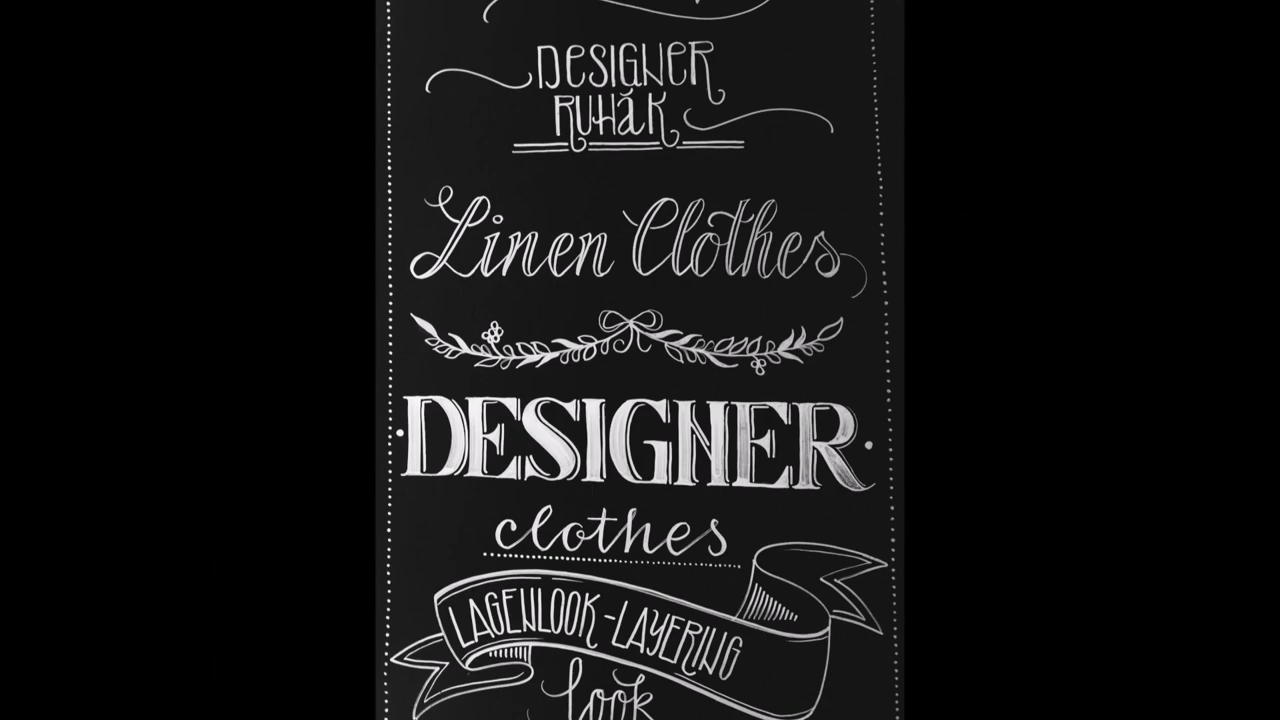 DESIGNER
RUHÁK
Linen Clothes
DESIGNER
clothes
LAGENLOOK-LAYERING
look